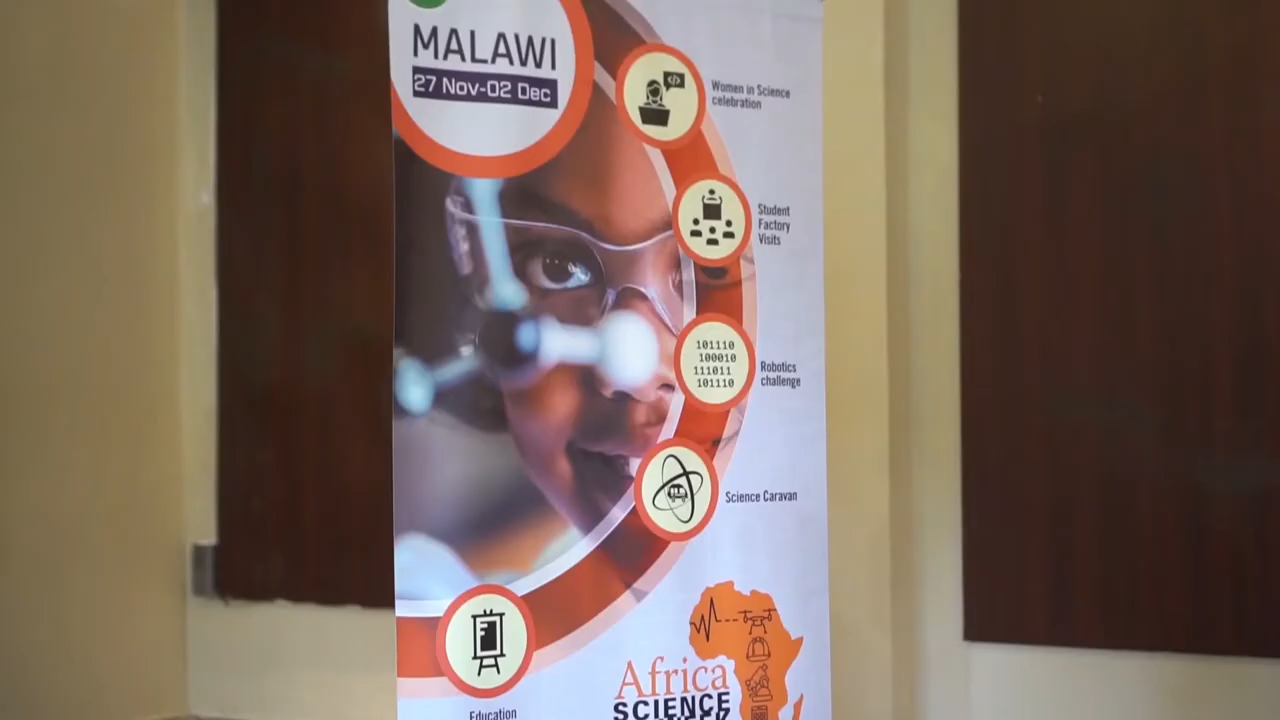 MALAWI
27 Nov-02 Dec
Women in Science
celebration
Student
Factory
Visits
101110
100010
111011
101110
Robotics
challenge
Science Caravan
Education
Africa
SCIENCE